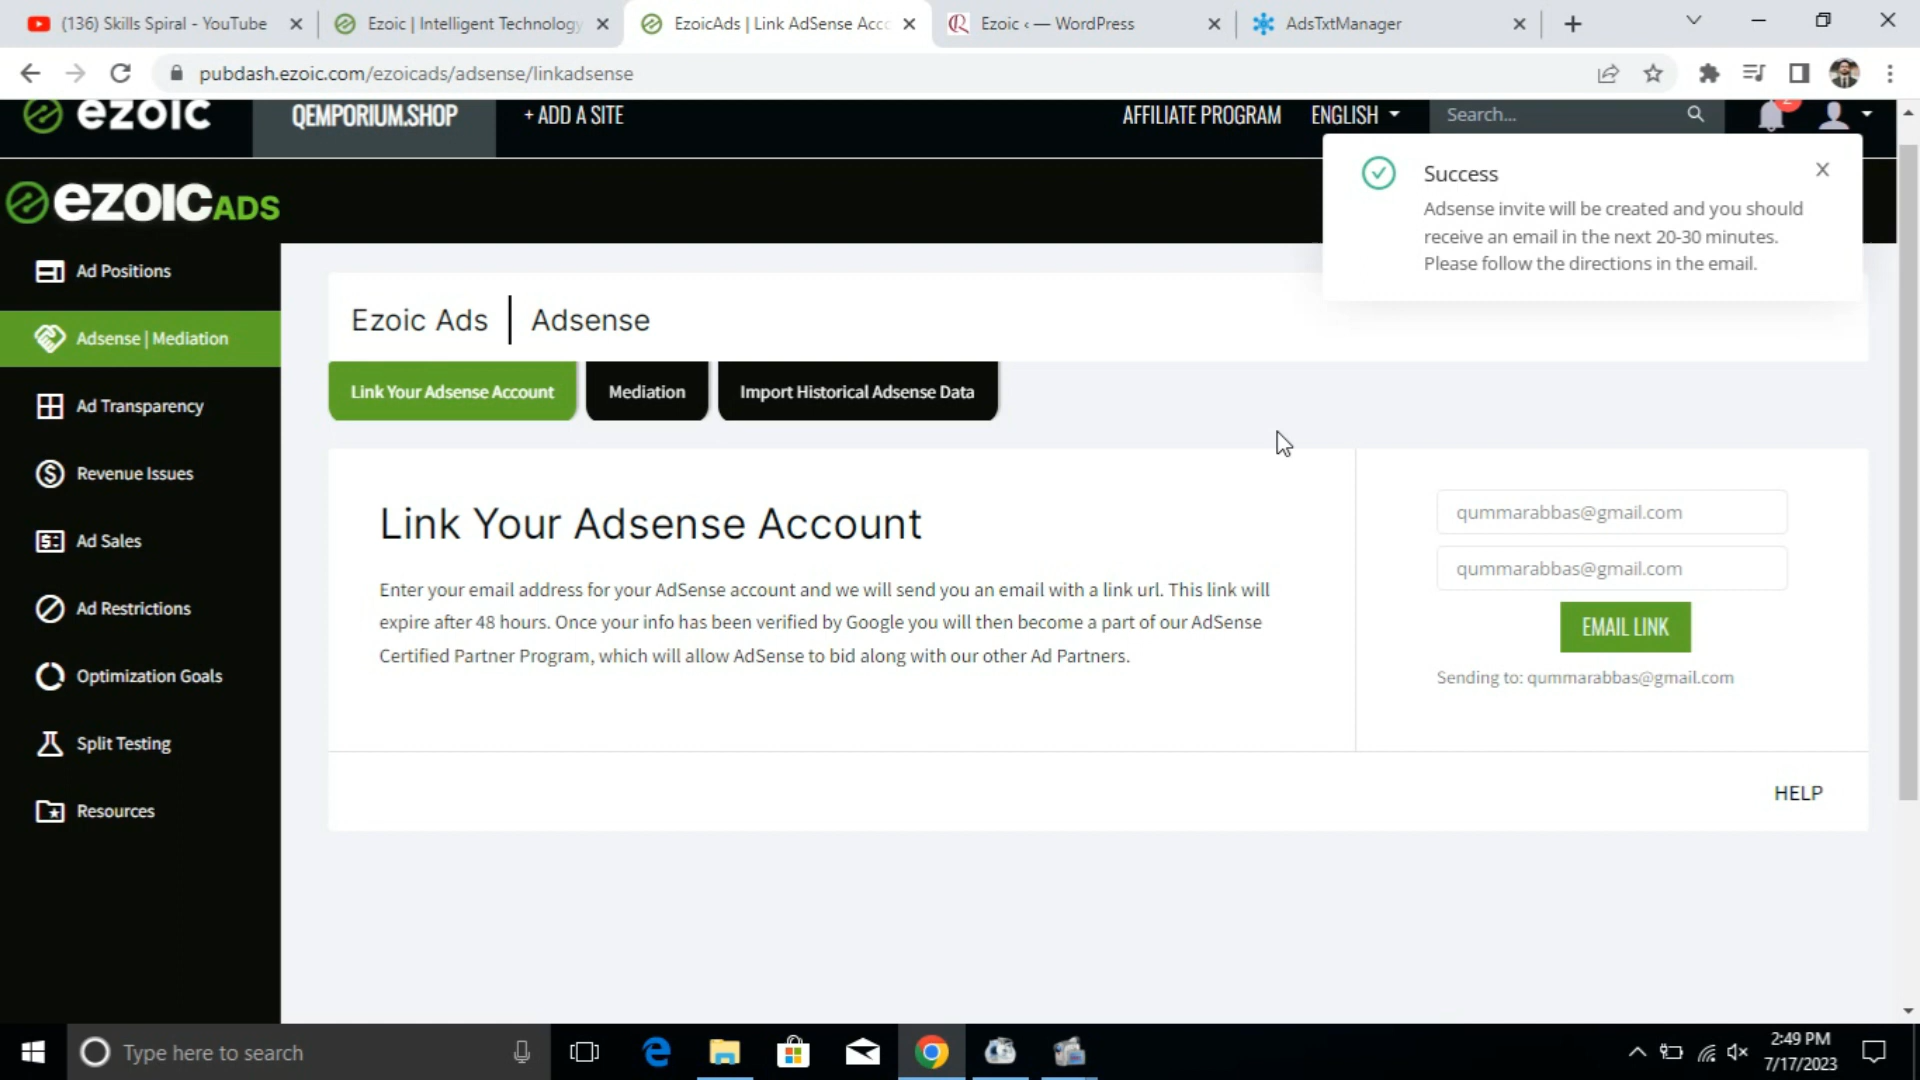 (136) Skills Spiral - YouTube
Ezoic | Intelligent Technology
EzoicAds | Link AdSense Acc
Ezoic ‹ — WordPress
AdsTxtManager
pubdash.ezoic.com/ezoicads/adsense/linkadsense
ezoic
QEMPORIUM.SHOP
+ ADD A SITE
AFFILIATE PROGRAM
ENGLISH
Search...
2
EZOICADS
Success
Adsense invite will be created and you should
receive an email in the next 20-30 minutes.
Please follow the directions in the email.
Ad Positions
Adsense | Mediation
Ad Transparency
Revenue Issues
Ad Sales
Ad Restrictions
Optimization Goals
Split Testing
Resources
Ezoic Ads | Adsense
Link Your Adsense Account
Mediation
Import Historical Adsense Data
Link Your Adsense Account
Enter your email address for your AdSense account and we will send you an email with a link url. This link will
expire after 48 hours. Once your info has been verified by Google you will then become a part of our AdSense
Certified Partner Program, which will allow AdSense to bid along with our other Ad Partners.
qummarabbas@gmail.com
qummarabbas@gmail.com
EMAIL LINK
Sending to: qummarabbas@gmail.com
HELP
Type here to search
2:49 PM
7/17/2023